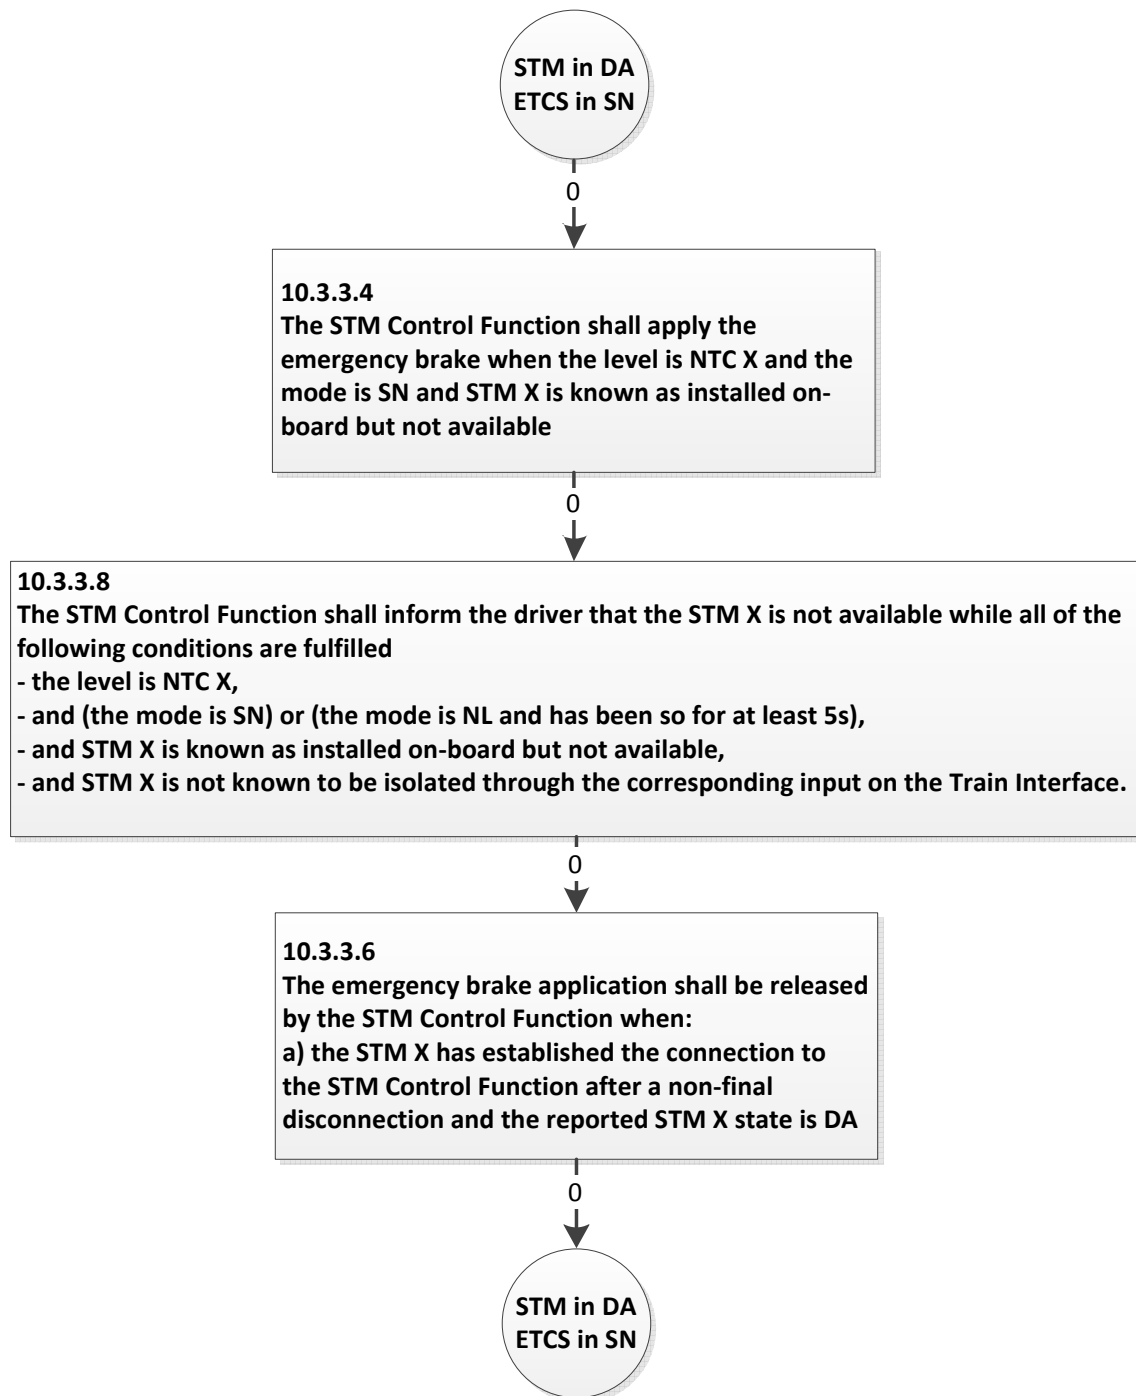 STM in DA
ETCS in SN
0
10.3.3.4
The STM Control Function shall apply the
emergency brake when the level is NTC X and the
mode is SN and STM X is known as installed on-
board but not available
0
10.3.3.8
The STM Control Function shall inform the driver that the STM X is not available while all of the
following conditions are fulfilled
- the level is NTC X,
- and (the mode is SN) or (the mode is NL and has been so for at least 5s),
- and STM X is known as installed on-board but not available,
- and STM X is not known to be isolated through the corresponding input on the Train Interface.
0
10.3.3.6
The emergency brake application shall be released
by the STM Control Function when:
a) the STM X has established the connection to
the STM Control Function after a non-final
disconnection and the reported STM X state is DA
0
STM in DA
ETCS in SN